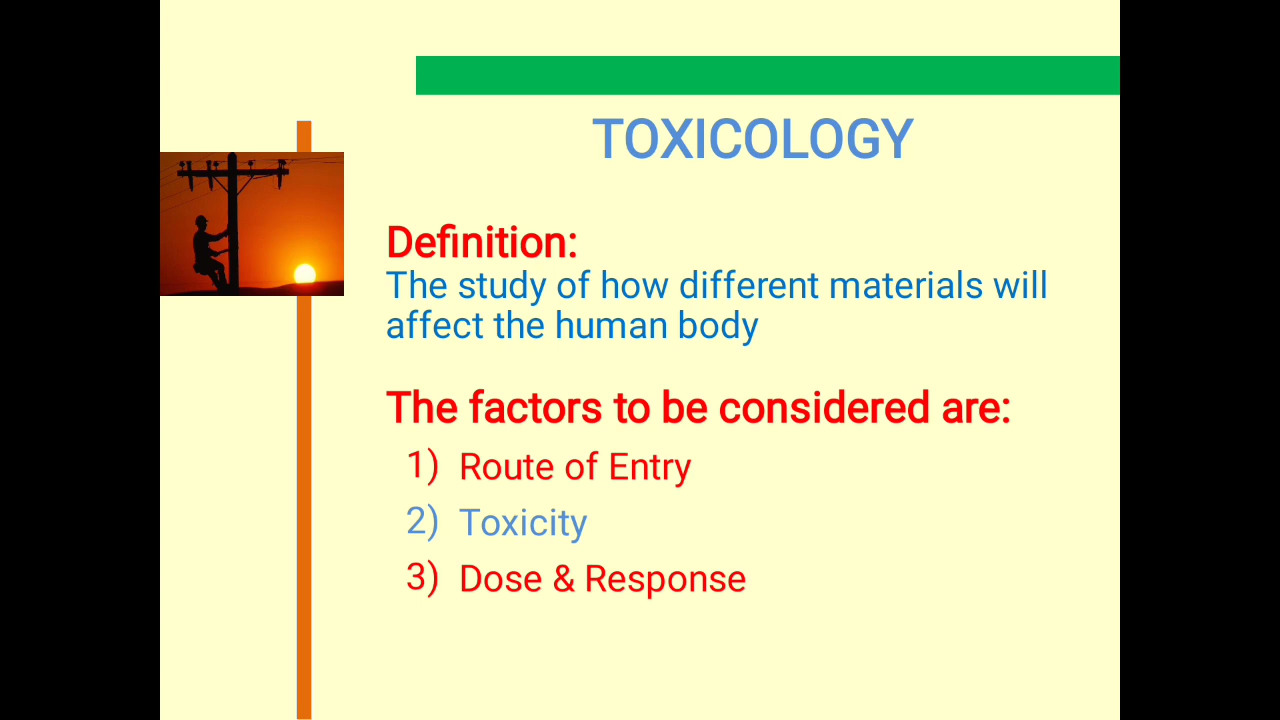 TOXICOLOGY
Definition:
The study of how different materials will
affect the human body
The factors to be considered are:
1) Route of Entry
2) Toxicity
3) Dose & Response